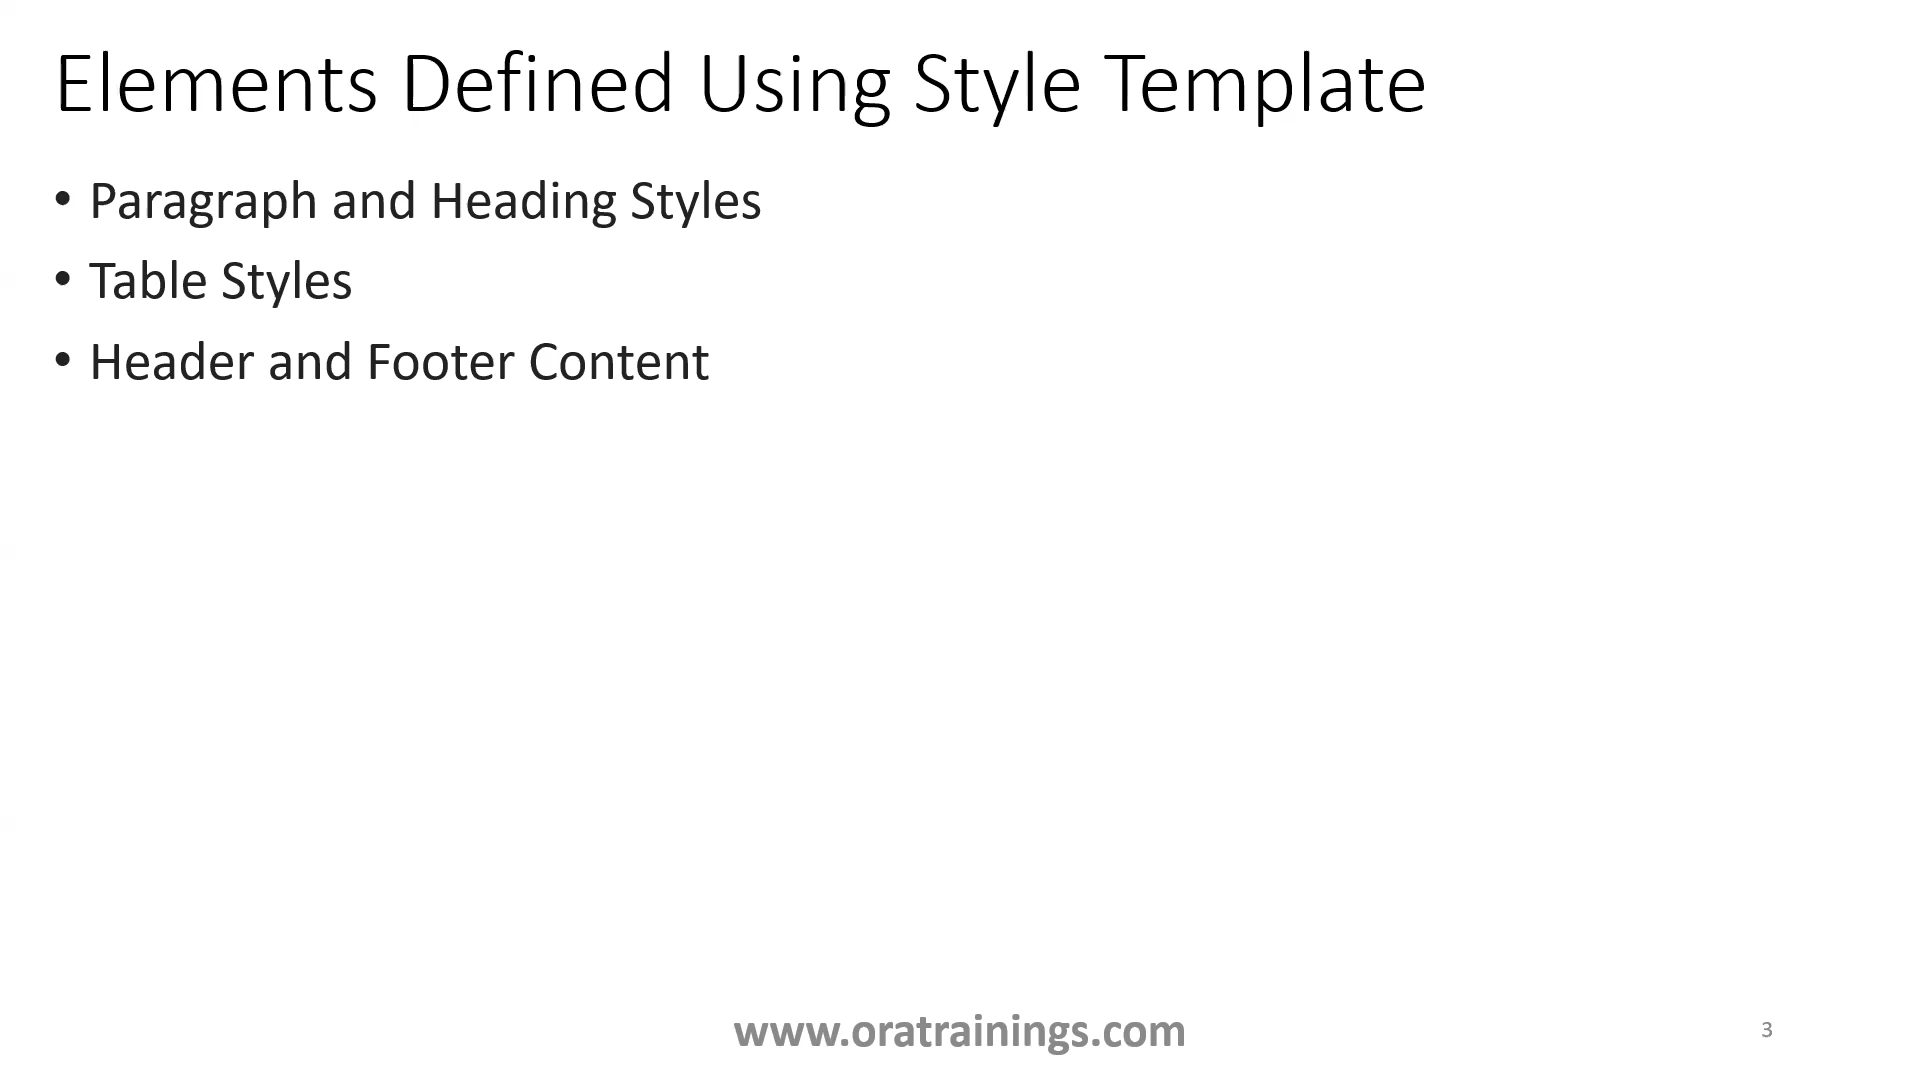 Elements Defined Using Style Template
• Paragraph and Heading Styles
• Table Styles
• Header and Footer Content
www.oratrainings.com
3